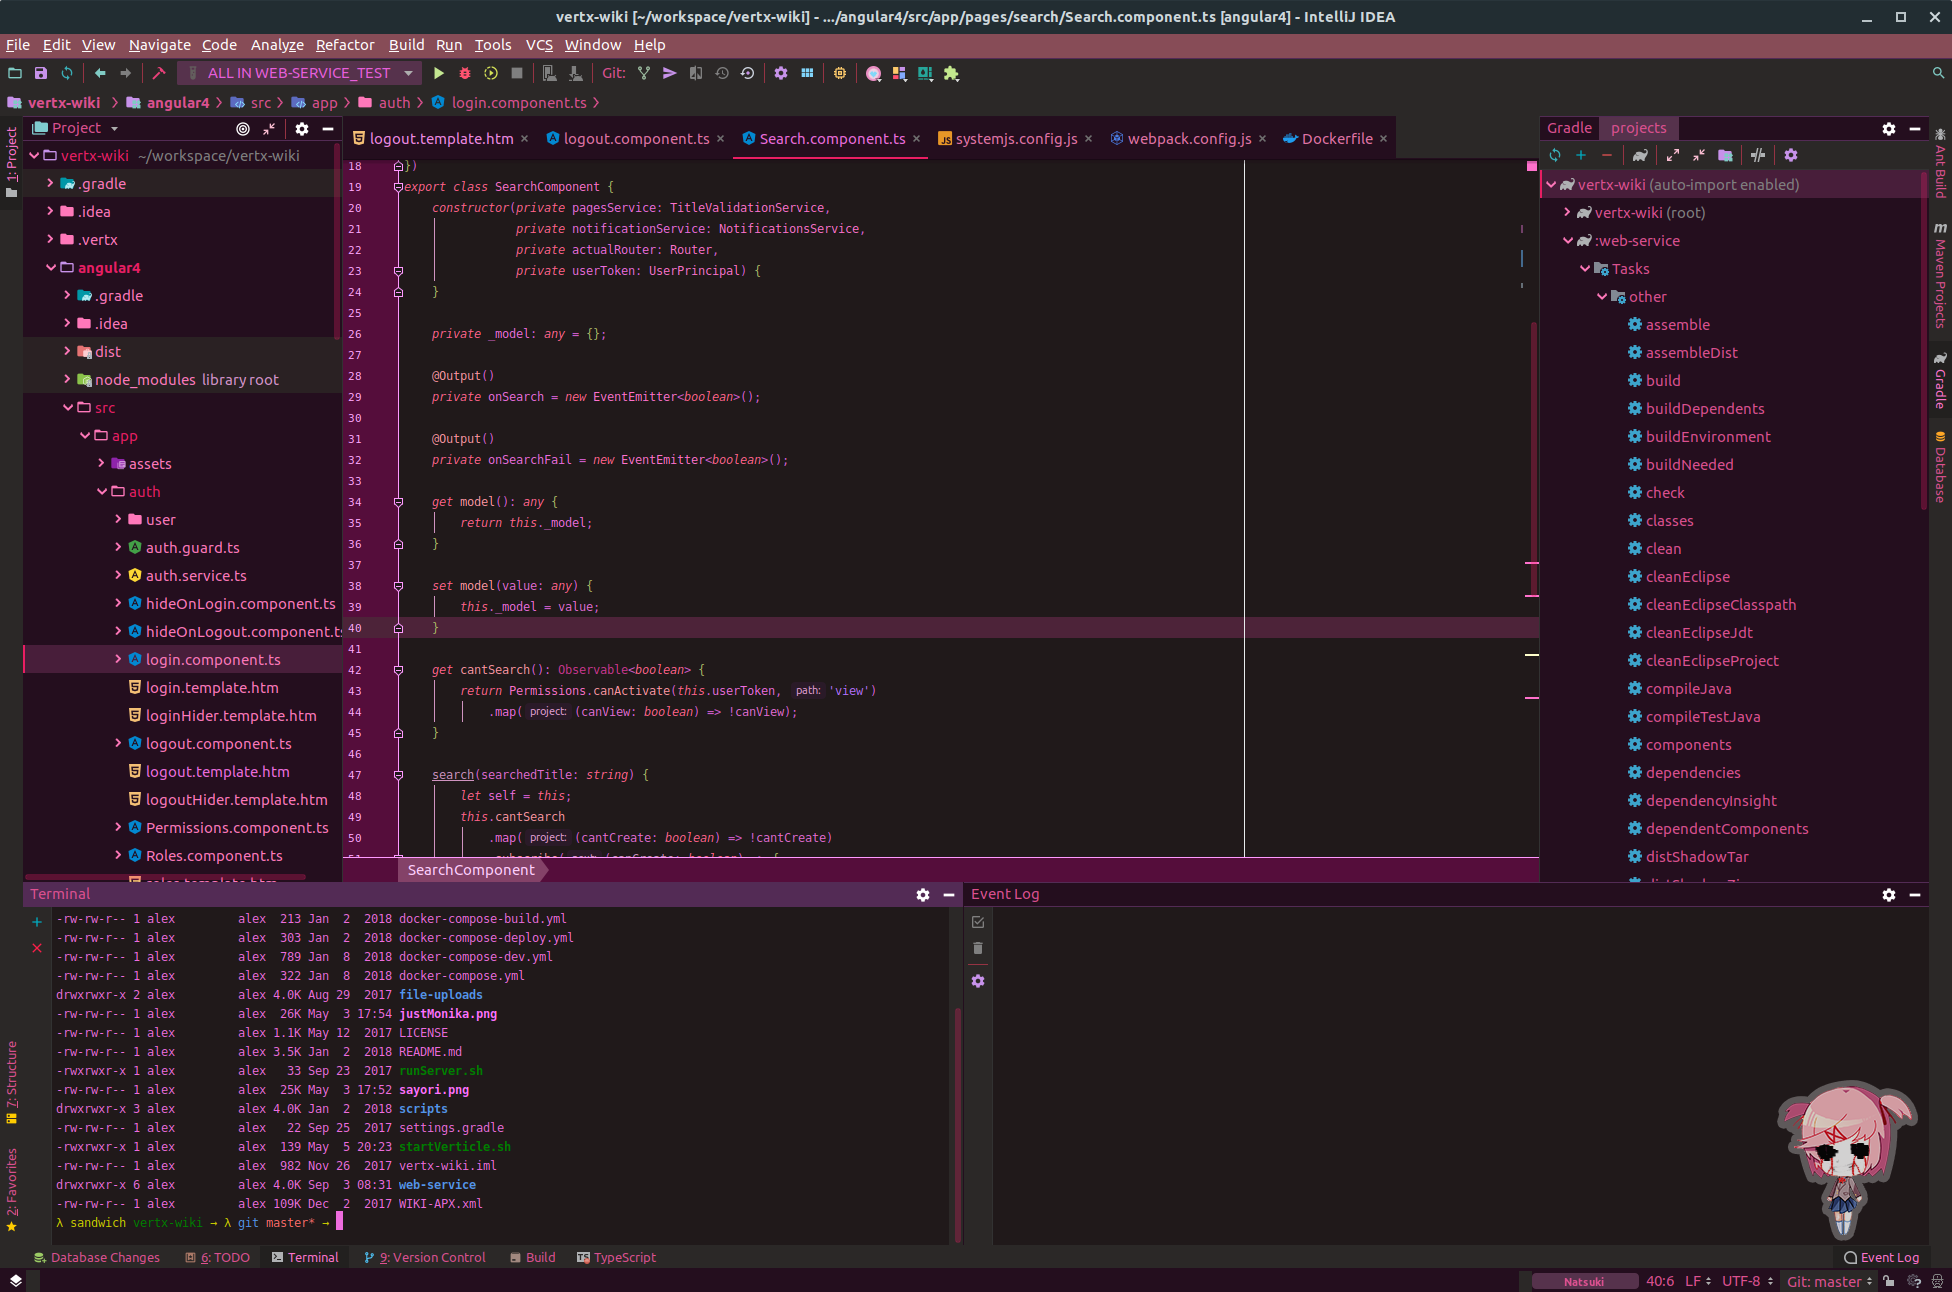 vertx-wiki [~/workspace/vertx-wiki] - .../angular4/src/app/pages/search/Search.component.ts [angular4] - IntelliJ IDEA
File Edit View Navigate Code Analyze Refactor Build Run Tools VCS Window Help
ALL IN WEB-SERVICE_TEST Git:
vertx-wiki angular4 src app auth login.component.ts
1: Project
7: Structure
2: Favorites
Project
vertx-wiki ~/workspace/vertx-wiki
.gradle
.idea
.vertx
angular4
.gradle
.idea
dist
node_modules library root
src
app
assets
auth
user
auth.guard.ts
auth.service.ts
hideOnLogin.component.ts
hideOnLogout.component.ts
login.component.ts
login.template.htm
loginHider.template.htm
logout.component.ts
logout.template.htm
logoutHider.template.htm
Permissions.component.ts
Roles.component.ts
logout.template.htm logout.component.ts Search.component.ts systemjs.config.js webpack.config.js Dockerfile
18 })
19 export class SearchComponent {
20 constructor(private pagesService: TitleValidationService,
21 private notificationService: NotificationsService,
22 private actualRouter: Router,
23 private userToken: UserPrincipal) {
24 }
25
26 private _model: any = {};
27
28 @Output()
29 private onSearch = new EventEmitter<boolean>();
30
31 @Output()
32 private onSearchFail = new EventEmitter<boolean>();
33
34 get model(): any {
35 return this._model;
36 }
37
38 set model(value: any) {
39 this._model = value;
40 }
41
42 get cantSearch(): Observable<boolean> {
43 return Permissions.canActivate(this.userToken, path: 'view')
44 .map( project: (canView: boolean) => !canView);
45 }
46
47 search(searchedTitle: string) {
48 let self = this;
49 this.cantSearch
50 .map( project: (cantCreate: boolean) => !cantCreate)
SearchComponent
Gradle projects
vertx-wiki (auto-import enabled)
vertx-wiki (root)
:web-service
Tasks
other
assemble
assembleDist
build
buildDependents
buildEnvironment
buildNeeded
check
classes
clean
cleanEclipse
cleanEclipseClasspath
cleanEclipseJdt
cleanEclipseProject
compileJava
compileTestJava
components
dependencies
dependencyInsight
dependentComponents
distShadowTar
Ant Build
Maven Projects
Gradle
Database
Terminal
-rw-rw-r-- 1 alex alex 213 Jan 2 2018 docker-compose-build.yml
-rw-rw-r-- 1 alex alex 303 Jan 2 2018 docker-compose-deploy.yml
-rw-rw-r-- 1 alex alex 789 Jan 8 2018 docker-compose-dev.yml
-rw-rw-r-- 1 alex alex 322 Jan 8 2018 docker-compose.yml
drwxrwxr-x 2 alex alex 4.0K Aug 29 2017 file-uploads
-rw-rw-r-- 1 alex alex 26K May 3 17:54 justMonika.png
-rw-rw-r-- 1 alex alex 1.1K May 12 2017 LICENSE
-rw-rw-r-- 1 alex alex 3.5K Jan 2 2018 README.md
-rwxrwxr-x 1 alex alex 33 Sep 23 2017 runServer.sh
-rw-rw-r-- 1 alex alex 25K May 3 17:52 sayori.png
drwxrwxr-x 3 alex alex 4.0K Jan 2 2018 scripts
-rw-rw-r-- 1 alex alex 22 Sep 25 2017 settings.gradle
-rwxrwxr-x 1 alex alex 139 May 5 20:23 startVerticle.sh
-rw-rw-r-- 1 alex alex 982 Nov 26 2017 vertx-wiki.iml
drwxrwxr-x 6 alex alex 4.0K Sep 3 08:31 web-service
-rw-rw-r-- 1 alex alex 109K Dec 2 2017 WIKI-APX.xml
λ sandwich vertx-wiki → λ git master* →
Event Log
Database Changes 6: TODO Terminal 9: Version Control Build TypeScript Event Log
Natsuki 40:6 LF UTF-8 Git: master